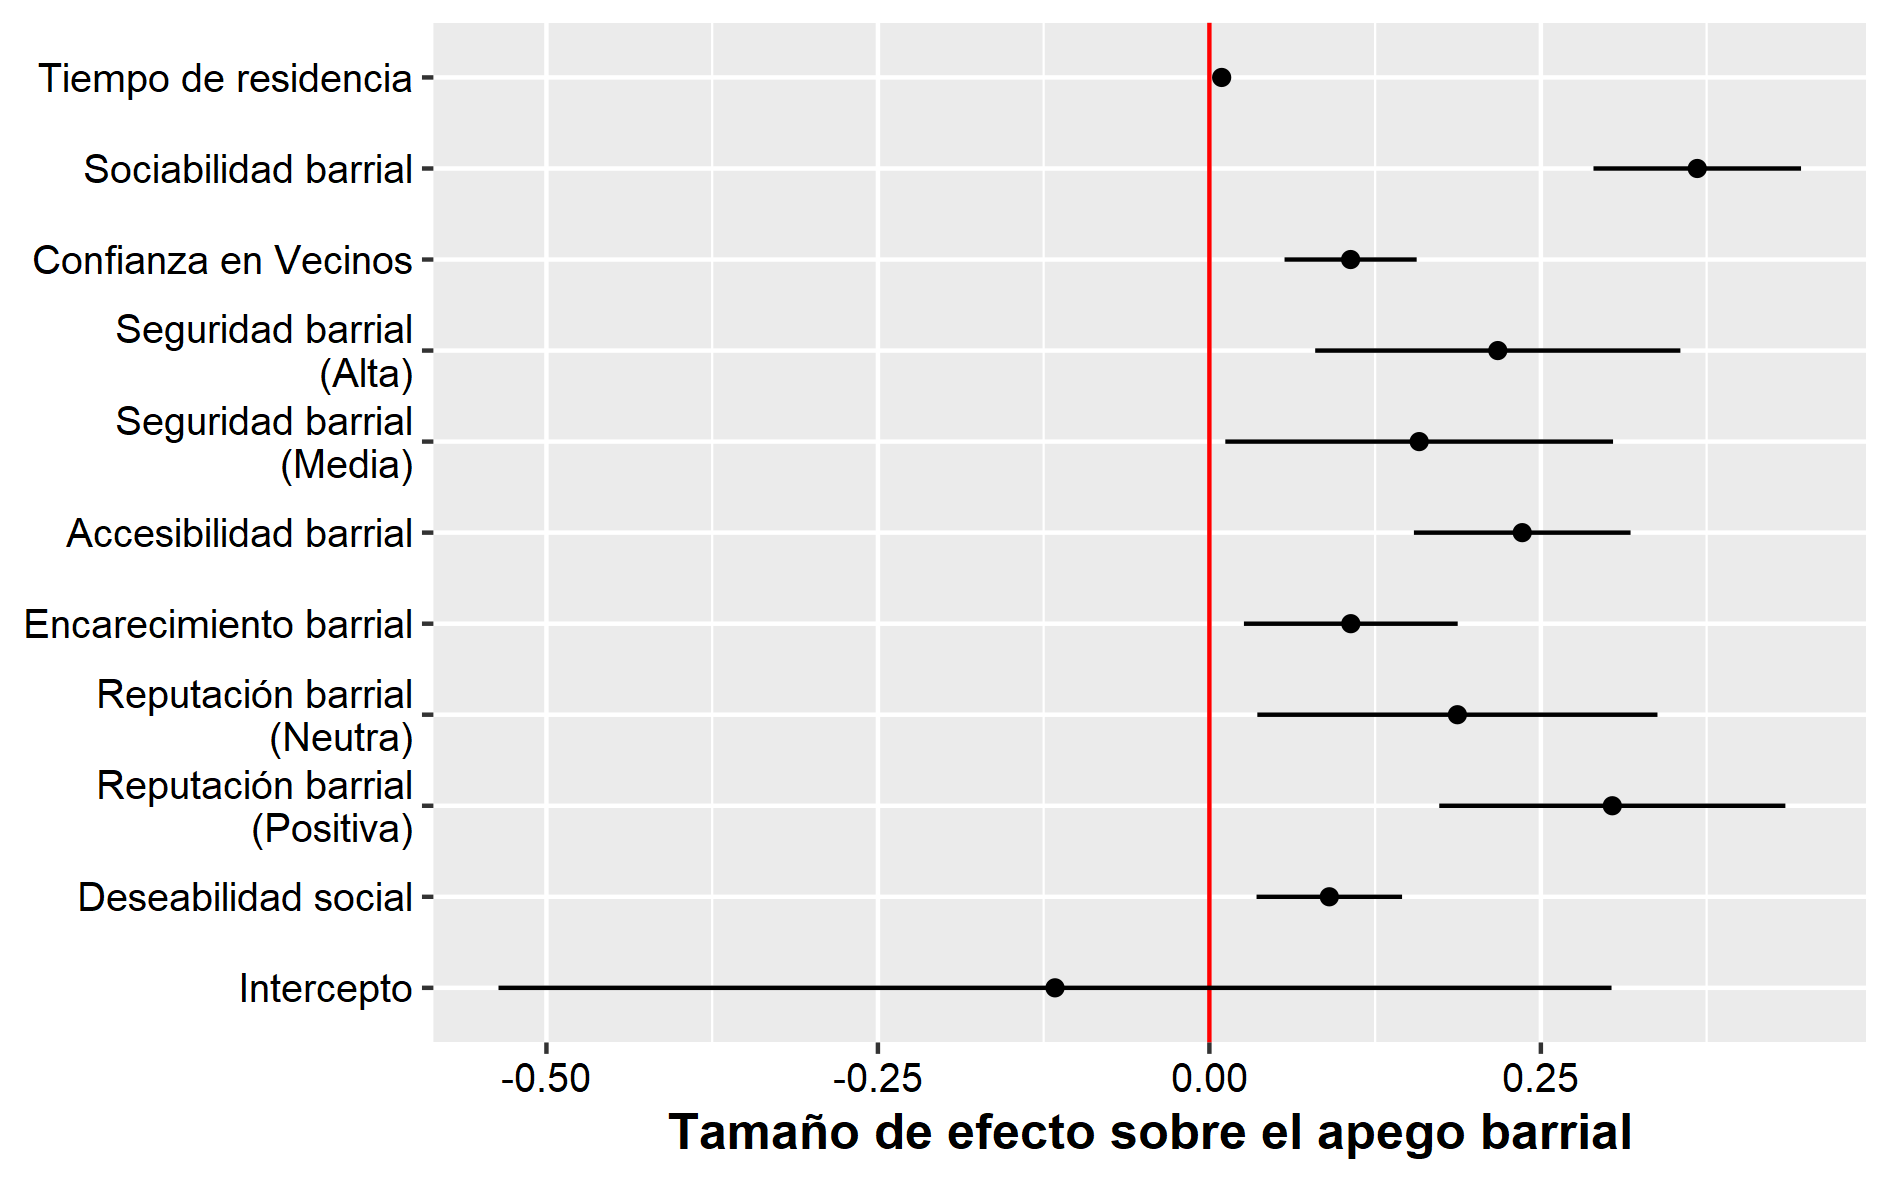 Tiempo de residencia
Sociabilidad barrial
Confianza en Vecinos
Seguridad barrial
(Alta)
Seguridad barrial
(Media)
Accesibilidad barrial
Encarecimiento barrial
Reputación barrial
(Neutra)
Reputación barrial
(Positiva)
Deseabilidad social
Intercepto
-0.50 -0.25 0.00 0.25
Tamaño de efecto sobre el apego barrial